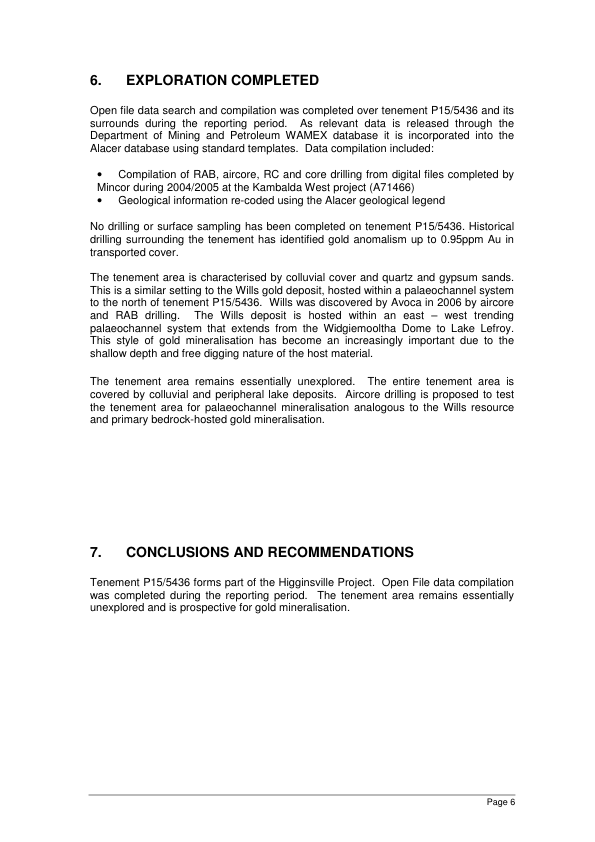 6. EXPLORATION COMPLETED
Open file data search and compilation was completed over tenement P15/5436 and its
surrounds during the reporting period. As relevant data is released through the
Department of Mining and Petroleum WAMEX database it is incorporated into the
Alacer database using standard templates. Data compilation included:
• Compilation of RAB, aircore, RC and core drilling from digital files completed by
Mincor during 2004/2005 at the Kambalda West project (A71466)
• Geological information re-coded using the Alacer geological legend
No drilling or surface sampling has been completed on tenement P15/5436. Historical
drilling surrounding the tenement has identified gold anomalism up to 0.95ppm Au in
transported cover.
The tenement area is characterised by colluvial cover and quartz and gypsum sands.
This is a similar setting to the Wills gold deposit, hosted within a palaeochannel system
to the north of tenement P15/5436. Wills was discovered by Avoca in 2006 by aircore
and RAB drilling. The Wills deposit is hosted within an east – west trending
palaeochannel system that extends from the Widgiemooltha Dome to Lake Lefroy.
This style of gold mineralisation has become an increasingly important due to the
shallow depth and free digging nature of the host material.
The tenement area remains essentially unexplored. The entire tenement area is
covered by colluvial and peripheral lake deposits. Aircore drilling is proposed to test
the tenement area for palaeochannel mineralisation analogous to the Wills resource
and primary bedrock-hosted gold mineralisation.
7. CONCLUSIONS AND RECOMMENDATIONS
Tenement P15/5436 forms part of the Higginsville Project. Open File data compilation
was completed during the reporting period. The tenement area remains essentially
unexplored and is prospective for gold mineralisation.
Page 6